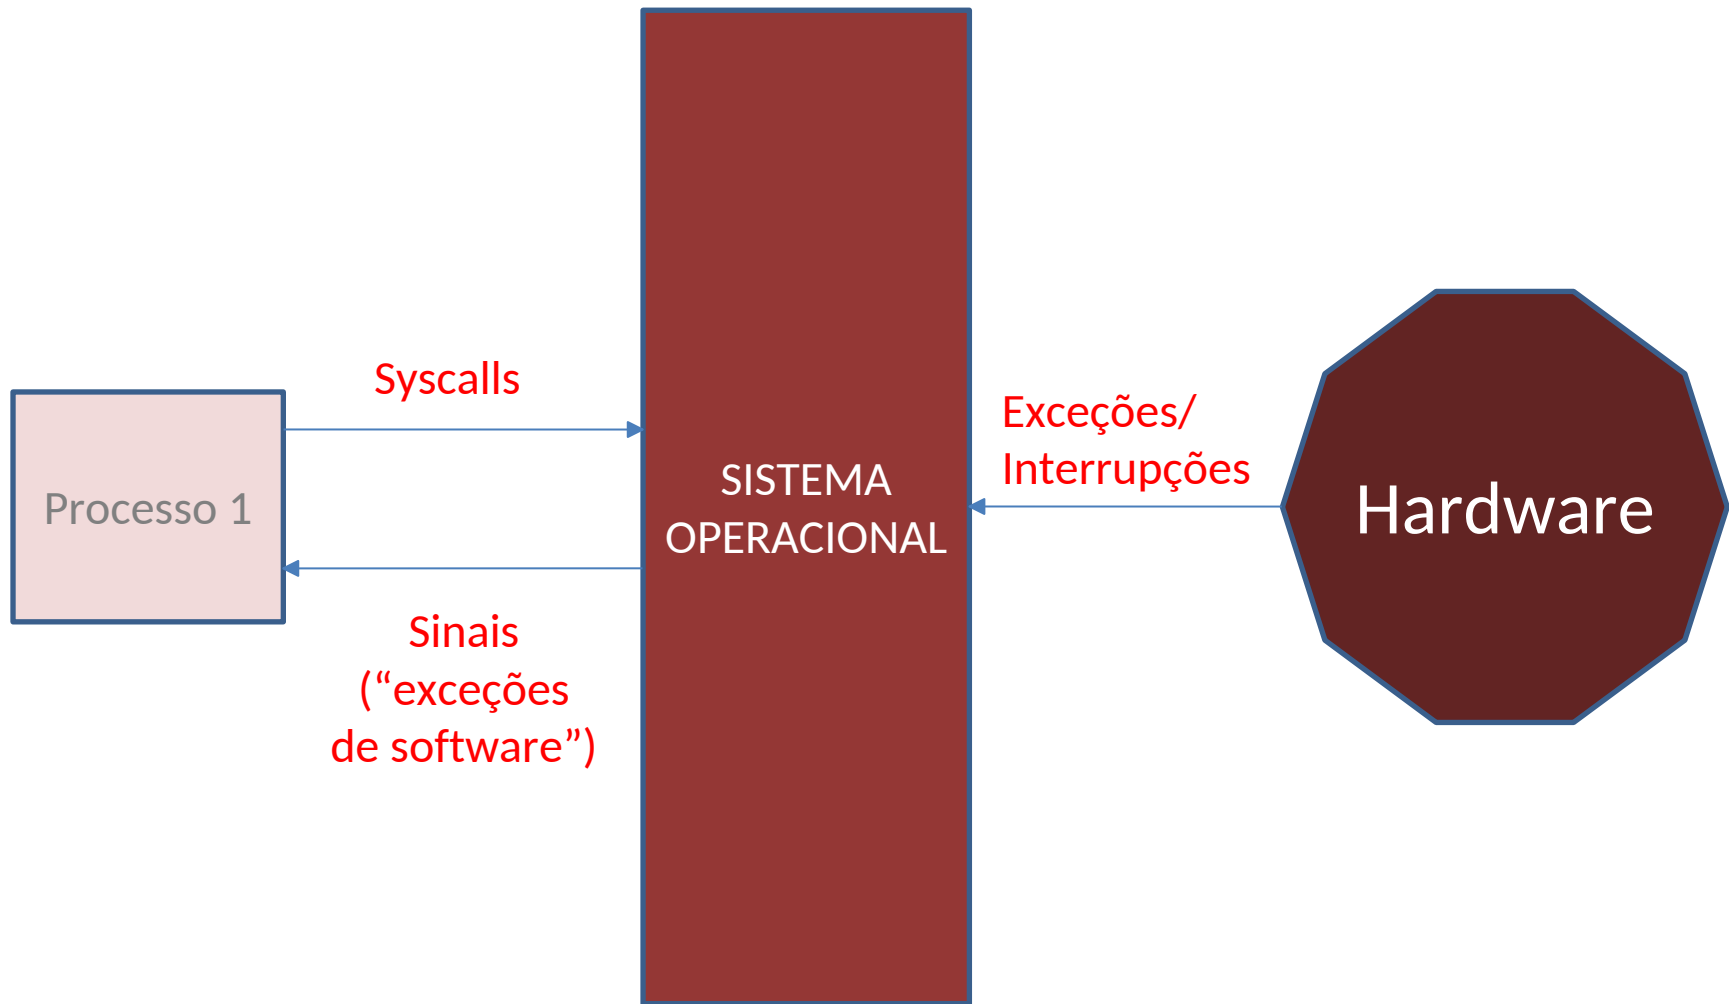 Syscalls
Processo 1
Sinais
(“exceções
de software”)
SISTEMA
OPERACIONAL
Exceções/
Interrupções
Hardware